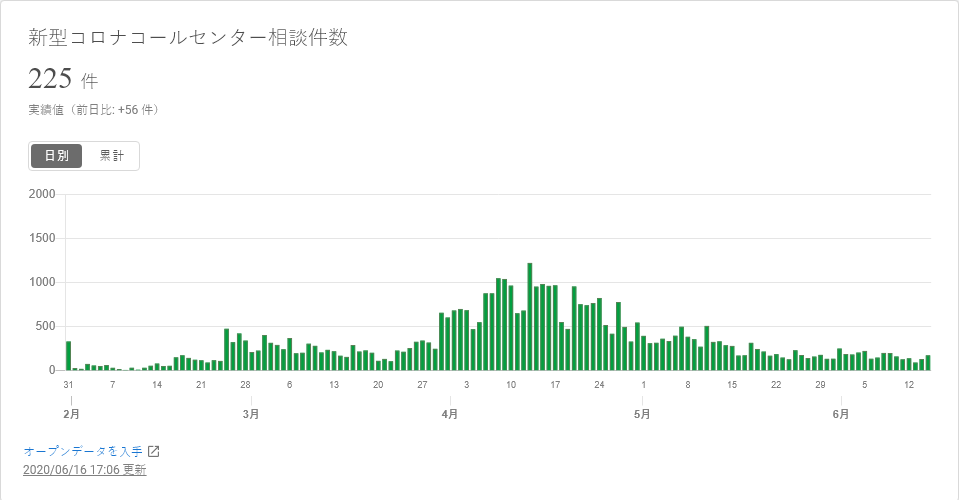 新型コロナコールセンター相談件数
225 件
実績値（前日比: +56 件）
日別 累計
2000
1500
1000
500
0
31 7 14 21 28 6 13 20 27 3 10 17 24 1 8 15 22 29 5 12
2月 3月 4月 5月 6月
オープンデータを入手
2020/06/16 17:06 更新